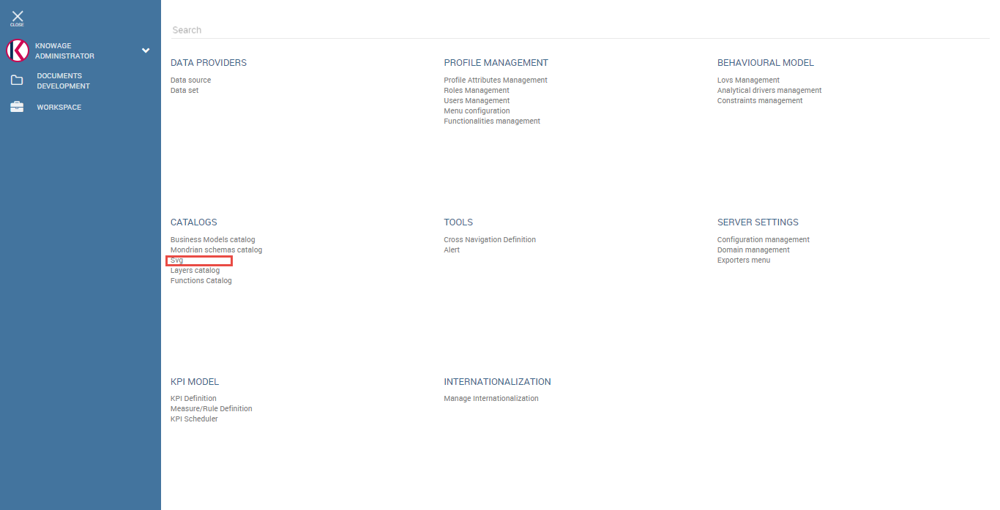 CLOSE
KNOWAGE
ADMINISTRATOR
DOCUMENTS
DEVELOPMENT
WORKSPACE
Search
DATA PROVIDERS
Data source
Data set
PROFILE MANAGEMENT
Profile Attributes Management
Roles Management
Users Management
Menu configuration
Functionalities management
BEHAVIOURAL MODEL
Lovs Management
Analytical drivers management
Constraints management
CATALOGS
Business Models catalog
Mondrian schemas catalog
Svg
Layers catalog
Functions Catalog
TOOLS
Cross Navigation Definition
Alert
SERVER SETTINGS
Configuration management
Domain management
Exporters menu
KPI MODEL
KPI Definition
Measure/Rule Definition
KPI Scheduler
INTERNATIONALIZATION
Manage Internationalization